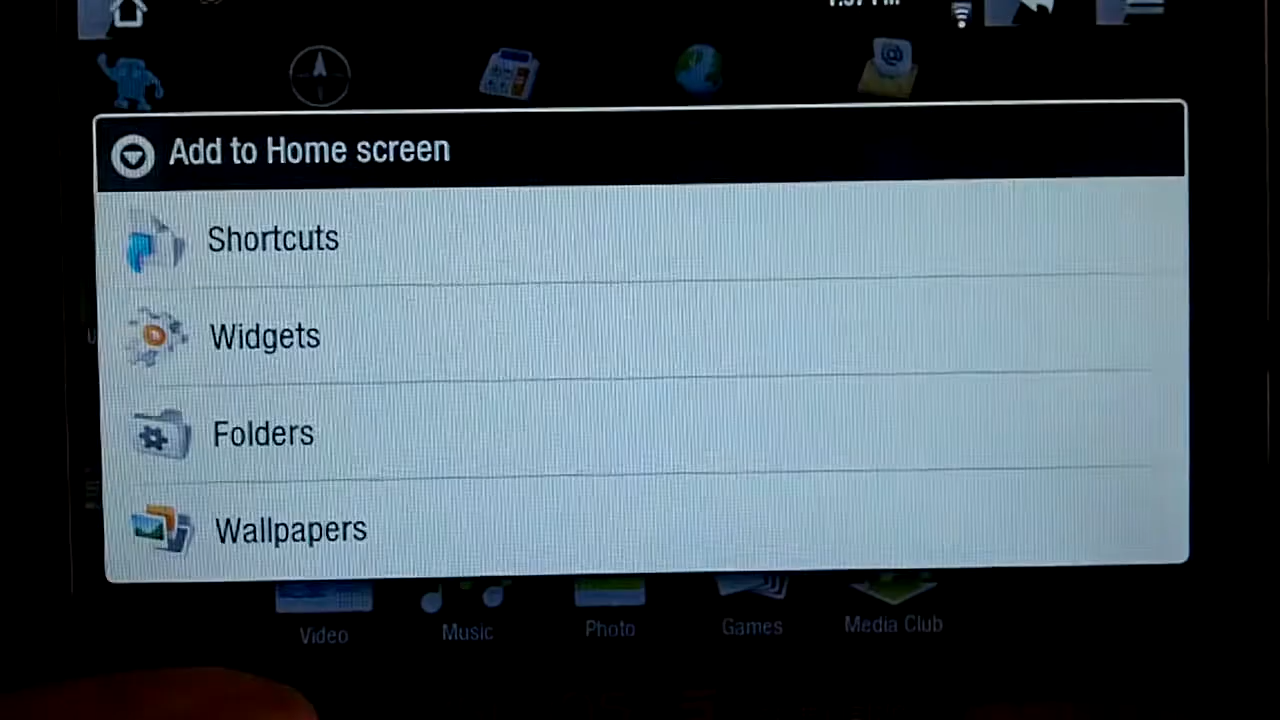 Add to Home screen
Shortcuts
Widgets
Folders
Wallpapers
Video Music Photo Games Media Club